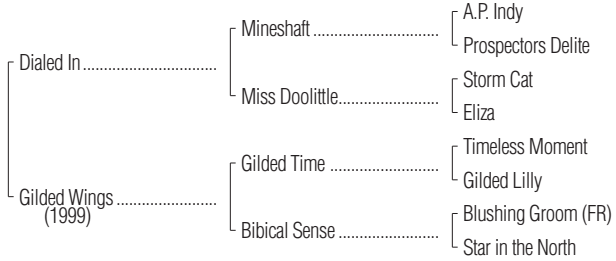 A.P. Indy
Mineshaft
Prospectors Delite
Dialed In
Storm Cat
Miss Doolittle
Eliza
Timeless Moment
Gilded Time
Gilded Lilly
Gilded Wings
(1999)
Blushing Groom (FR)
Bibical Sense
Star in the North